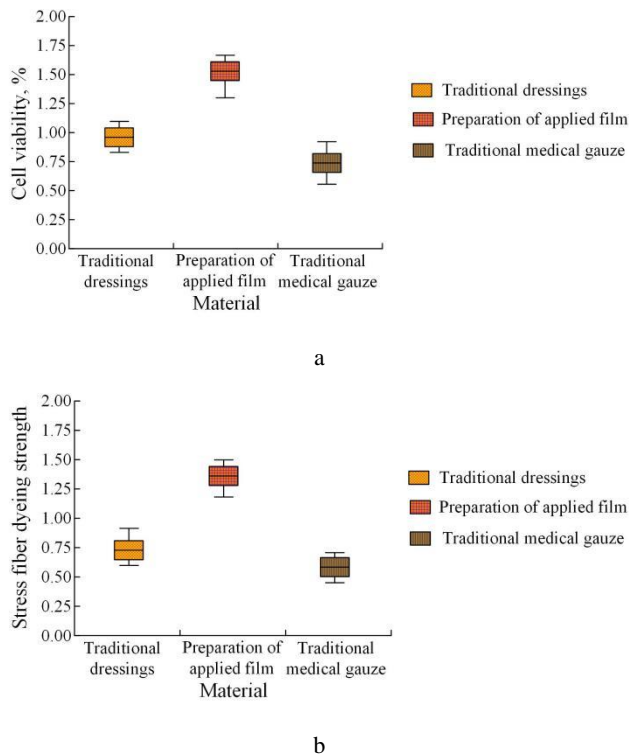 2.00
1.75
1.50
1.25
1.00
0.75
0.50
0.25
0.00
Cell viability, %
Traditional dressings
Preparation of applied film
Traditional medical gauze
Traditional Preparation of Traditional
dressings applied film medical gauze
Material
a
2.00
1.75
1.50
1.25
1.00
0.75
0.50
0.25
0.00
Stress fiber dyeing strength
Traditional dressings
Preparation of applied film
Traditional medical gauze
Traditional Preparation of Traditional
dressings applied film medical gauze
Material
b